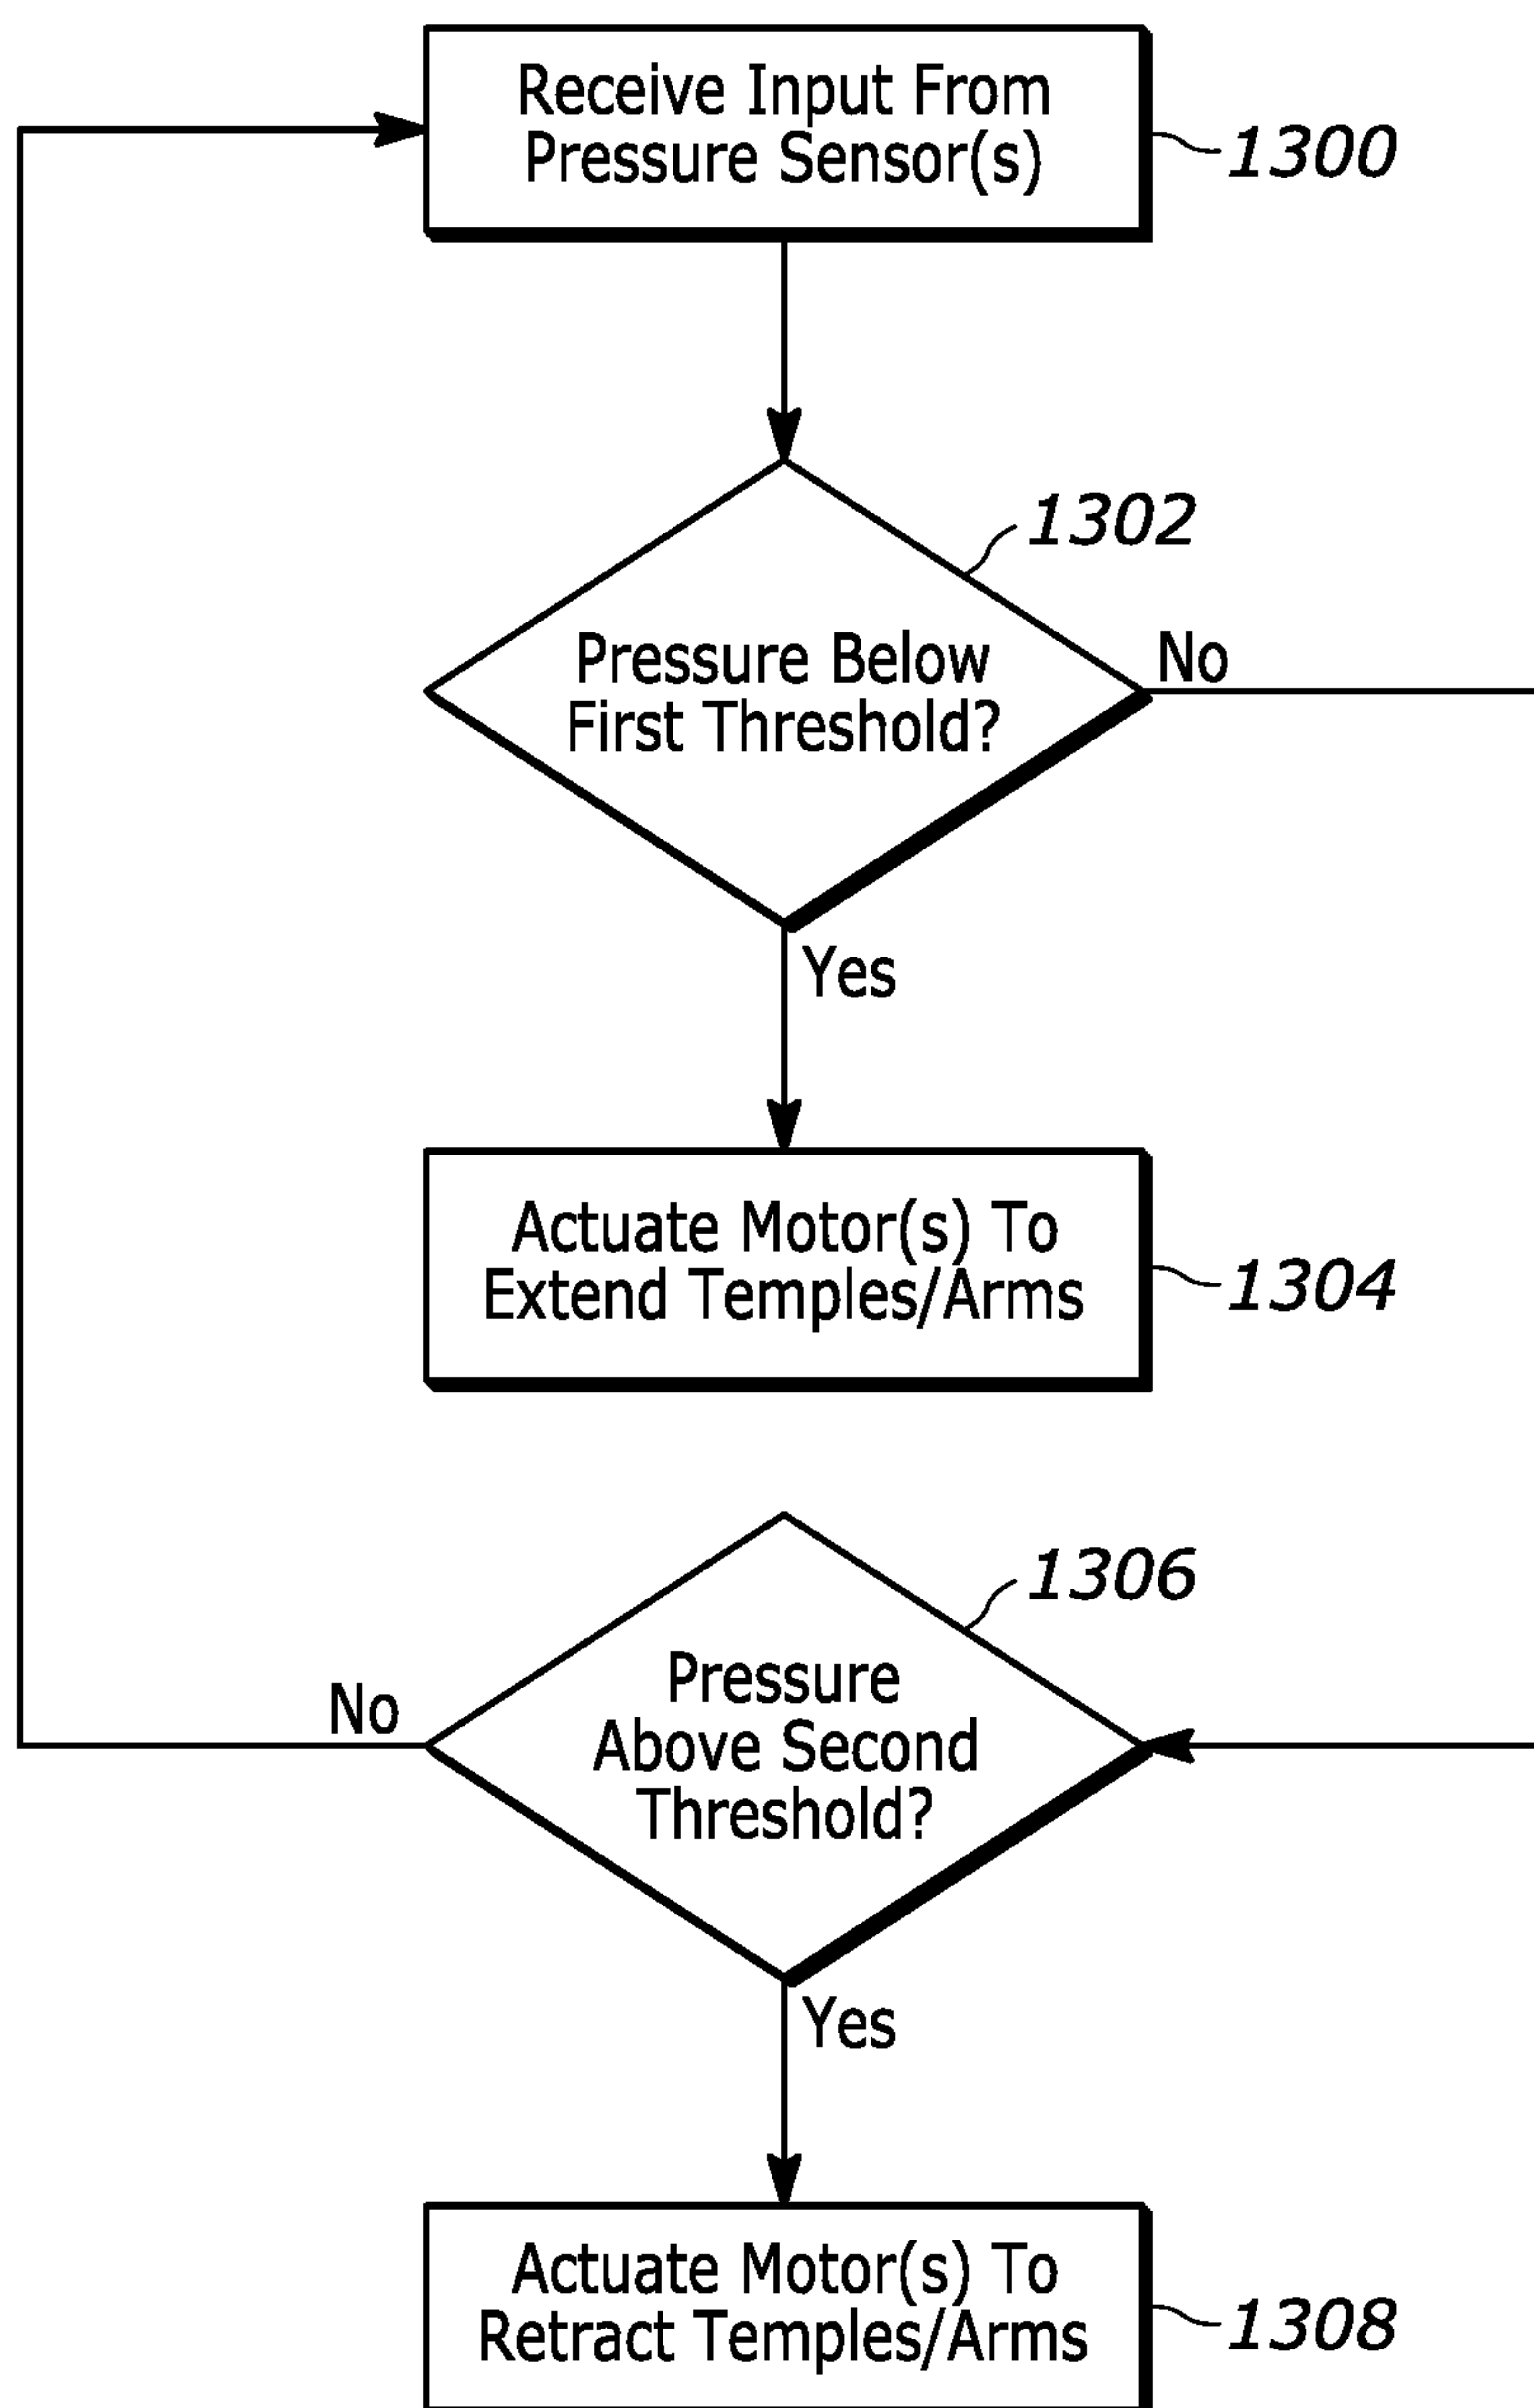 Receive Input From
Pressure Sensor(s)
1300
1302
Pressure Below
First Threshold?
No
Yes
Actuate Motor(s) To
Extend Temples/Arms
1304
1306
Pressure
Above Second
Threshold?
No
Yes
Actuate Motor(s) To
Retract Temples/Arms
1308